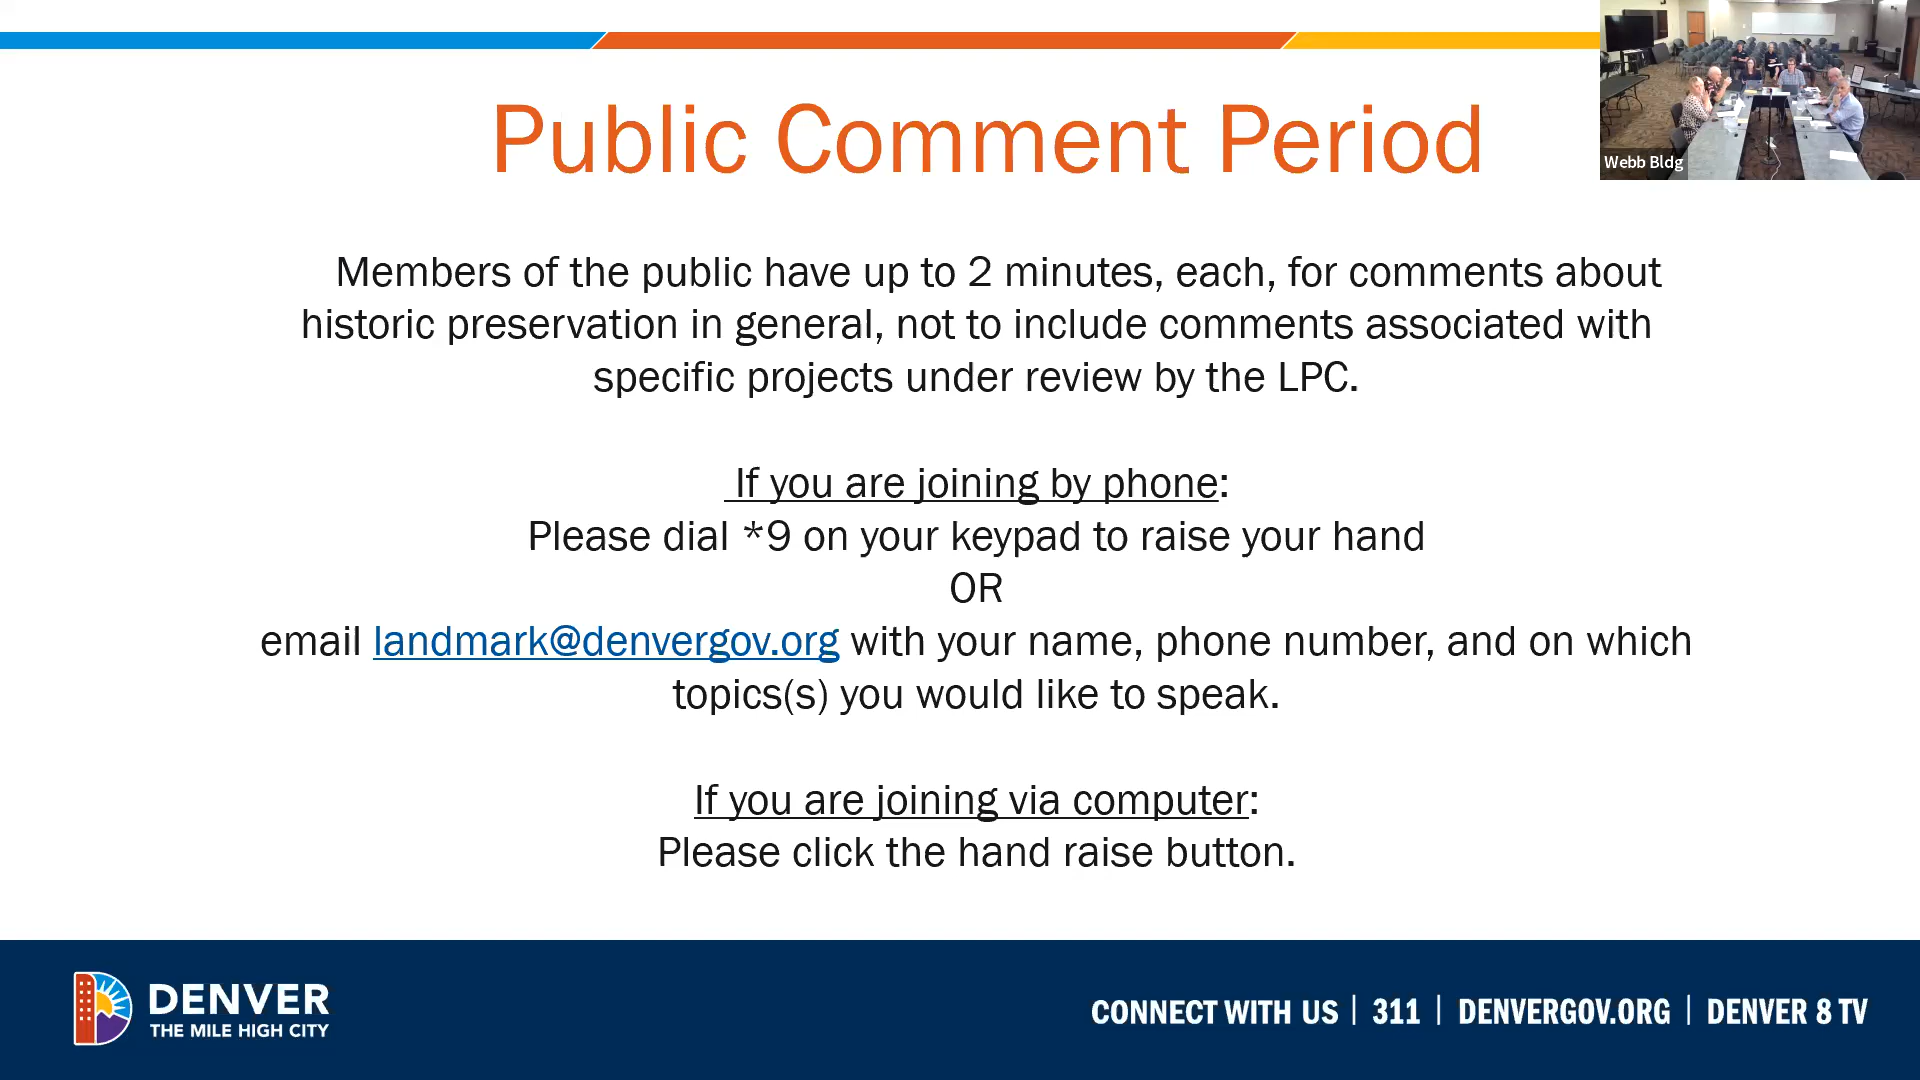 Public Comment Period
Webb Bldg
Members of the public have up to 2 minutes, each, for comments about
historic preservation in general, not to include comments associated with
specific projects under review by the LPC.
If you are joining by phone:
Please dial *9 on your keypad to raise your hand
OR
email landmark@denvergov.org with your name, phone number, and on which
topics(s) you would like to speak.
If you are joining via computer:
Please click the hand raise button.
DENVER
THE MILE HIGH CITY
CONNECT WITH US | 311 | DENVERGOV.ORG | DENVER 8 TV